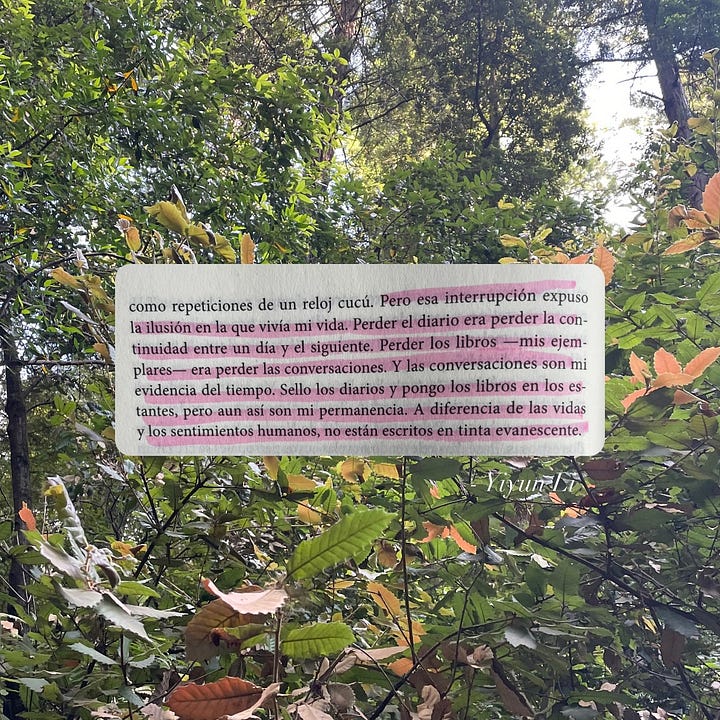 como repeticiones de un reloj cucú. Pero esa interrupción expuso
la ilusión en la que vivía mi vida. Perder el diario era perder la con-
tinuidad entre un día y el siguiente. Perder los libros —mis ejem-
plares— era perder las conversaciones. Y las conversaciones son mi
evidencia del tiempo. Sello los diarios y pongo los libros en los es-
tantes, pero aun así son mi permanencia. A diferencia de las vidas
y los sentimientos humanos, no están escritos en tinta evanescente.
Yiyun Li